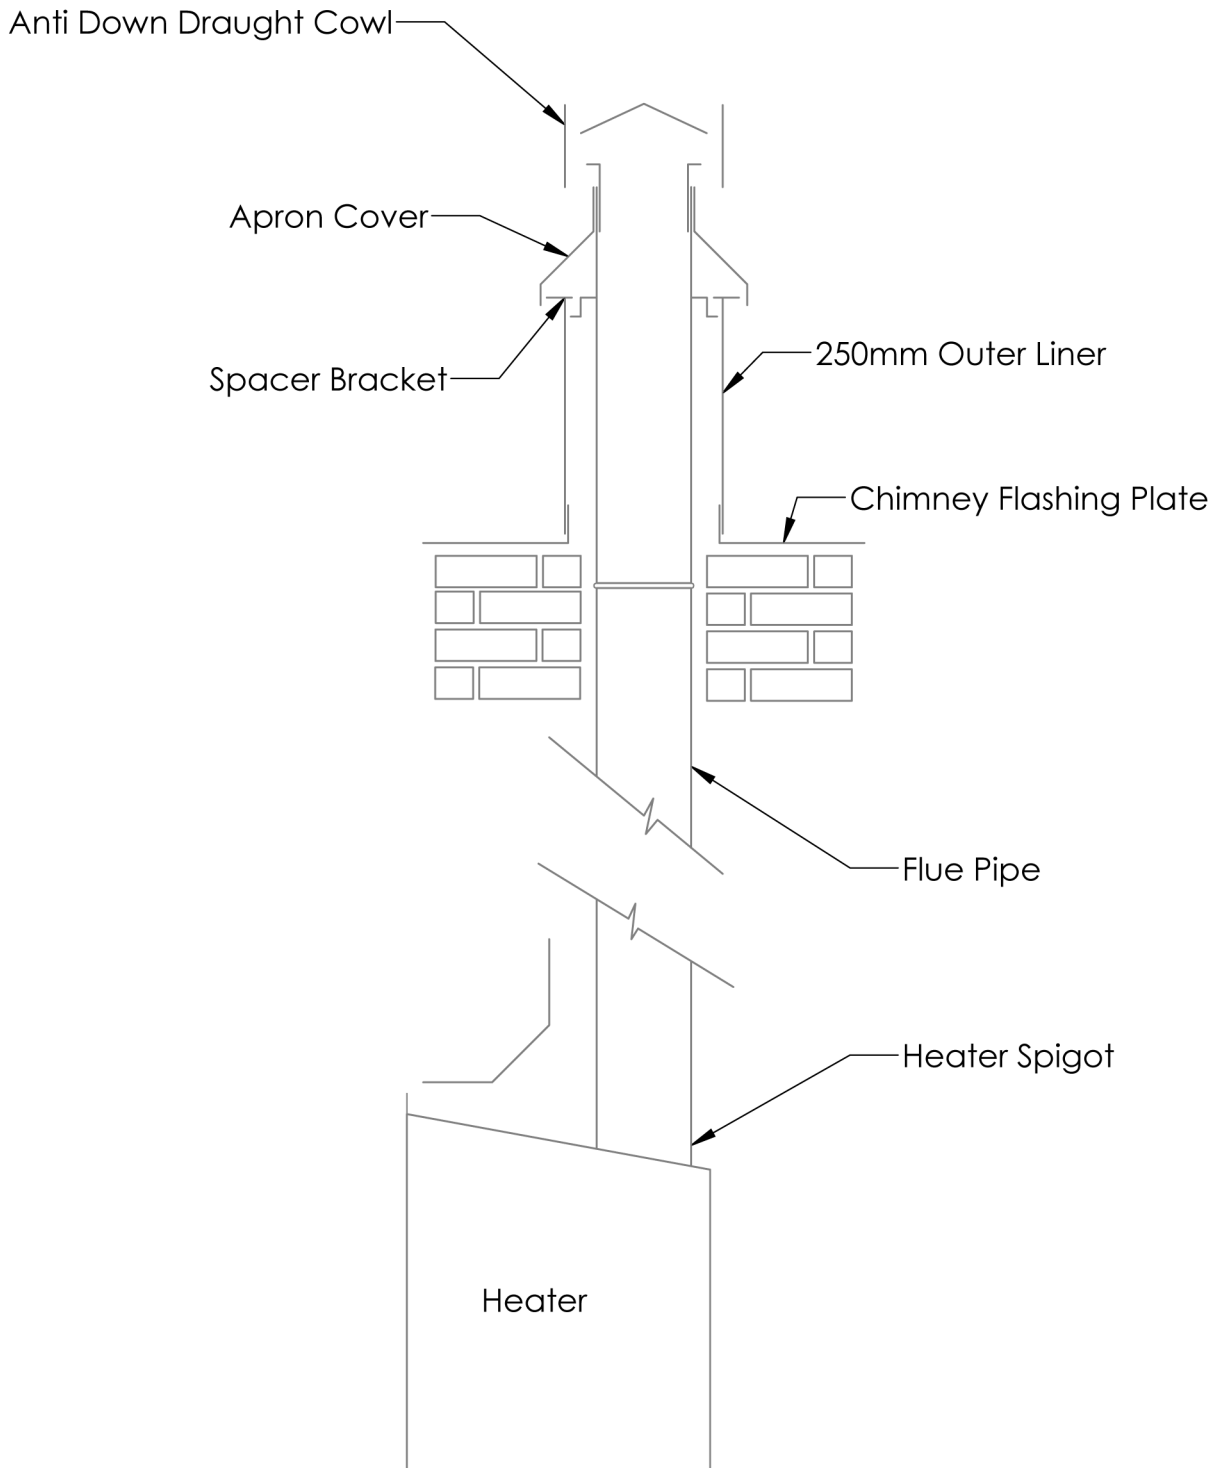 Anti Down Draught Cowl
Apron Cover
Spacer Bracket
250mm Outer Liner
Chimney Flashing Plate
Flue Pipe
Heater Spigot
Heater